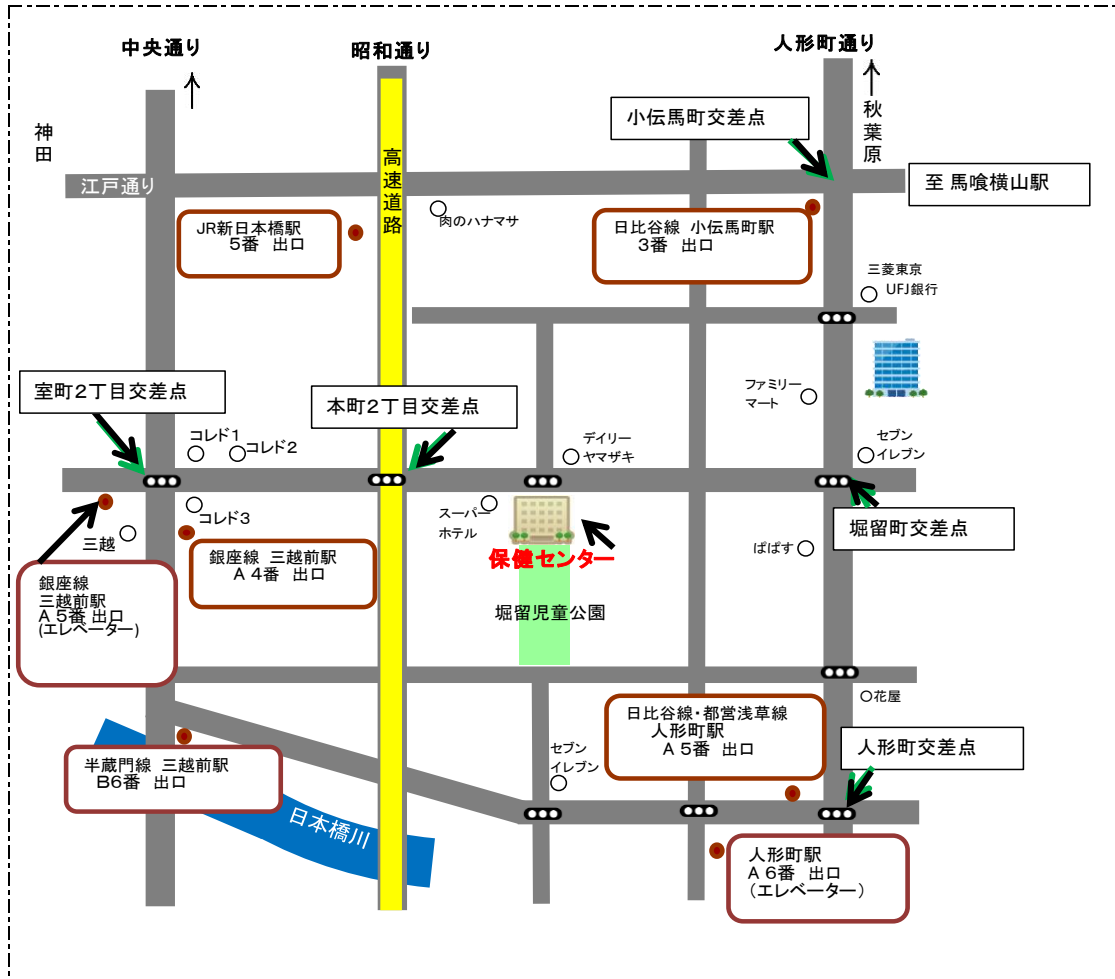 中央通り
昭和通り
人形町通り
神田
秋葉原
小伝馬町交差点
江戸通り
高速道路
至 馬喰横山駅
JR新日本橋駅
5番 出口
肉のハナマサ
日比谷線 小伝馬町駅
3番 出口
三菱東京
UFJ銀行
室町2丁目交差点
本町2丁目交差点
ファミリー
マート
コレド1
コレド2
デイリー
ヤマザキ
セブン
イレブン
コレド3
三越
スーパー
ホテル
保健センター
堀留町交差点
ぱぱす
銀座線 三越前駅
A4番 出口
銀座線
三越前駅
A5番 出口
(エレベーター)
堀留児童公園
花屋
日比谷線・都営浅草線
人形町駅
A5番 出口
人形町交差点
半蔵門線 三越前駅
B6番 出口
セブン
イレブン
日本橋川
人形町駅
A6番 出口
(エレベーター)